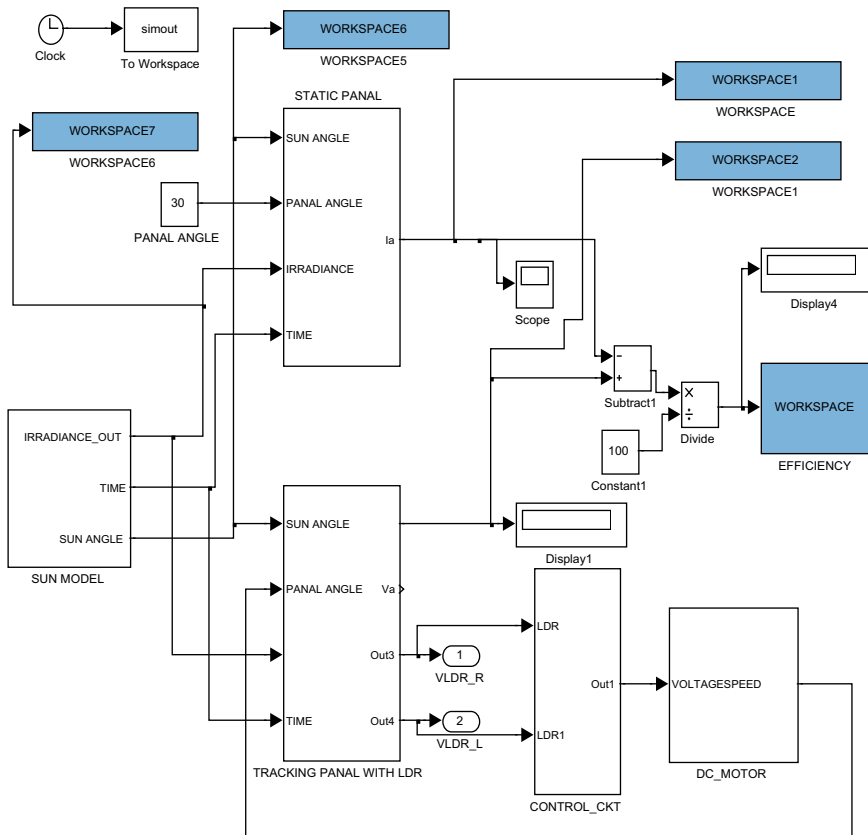 simout
Clock
To Workspace
WORKSPACE6
WORKSPACE5
WORKSPACE1
WORKSPACE
WORKSPACE7
WORKSPACE6
WORKSPACE2
WORKSPACE1
STATIC PANAL
SUN ANGLE
PANAL ANGLE
IRRADIANCE
TIME
Ia
30
PANAL ANGLE
Scope
Display4
−
+
Subtract1
×
÷
Divide
WORKSPACE
EFFICIENCY
100
Constant1
IRRADIANCE_OUT
TIME
SUN ANGLE
SUN MODEL
SUN ANGLE
PANAL ANGLE
TIME
Va
Out3
Out4
TRACKING PANAL WITH LDR
Display1
1
VLDR_R
2
VLDR_L
LDR
LDR1
Out1
CONTROL_CKT
VOLTAGESPEED
DC_MOTOR